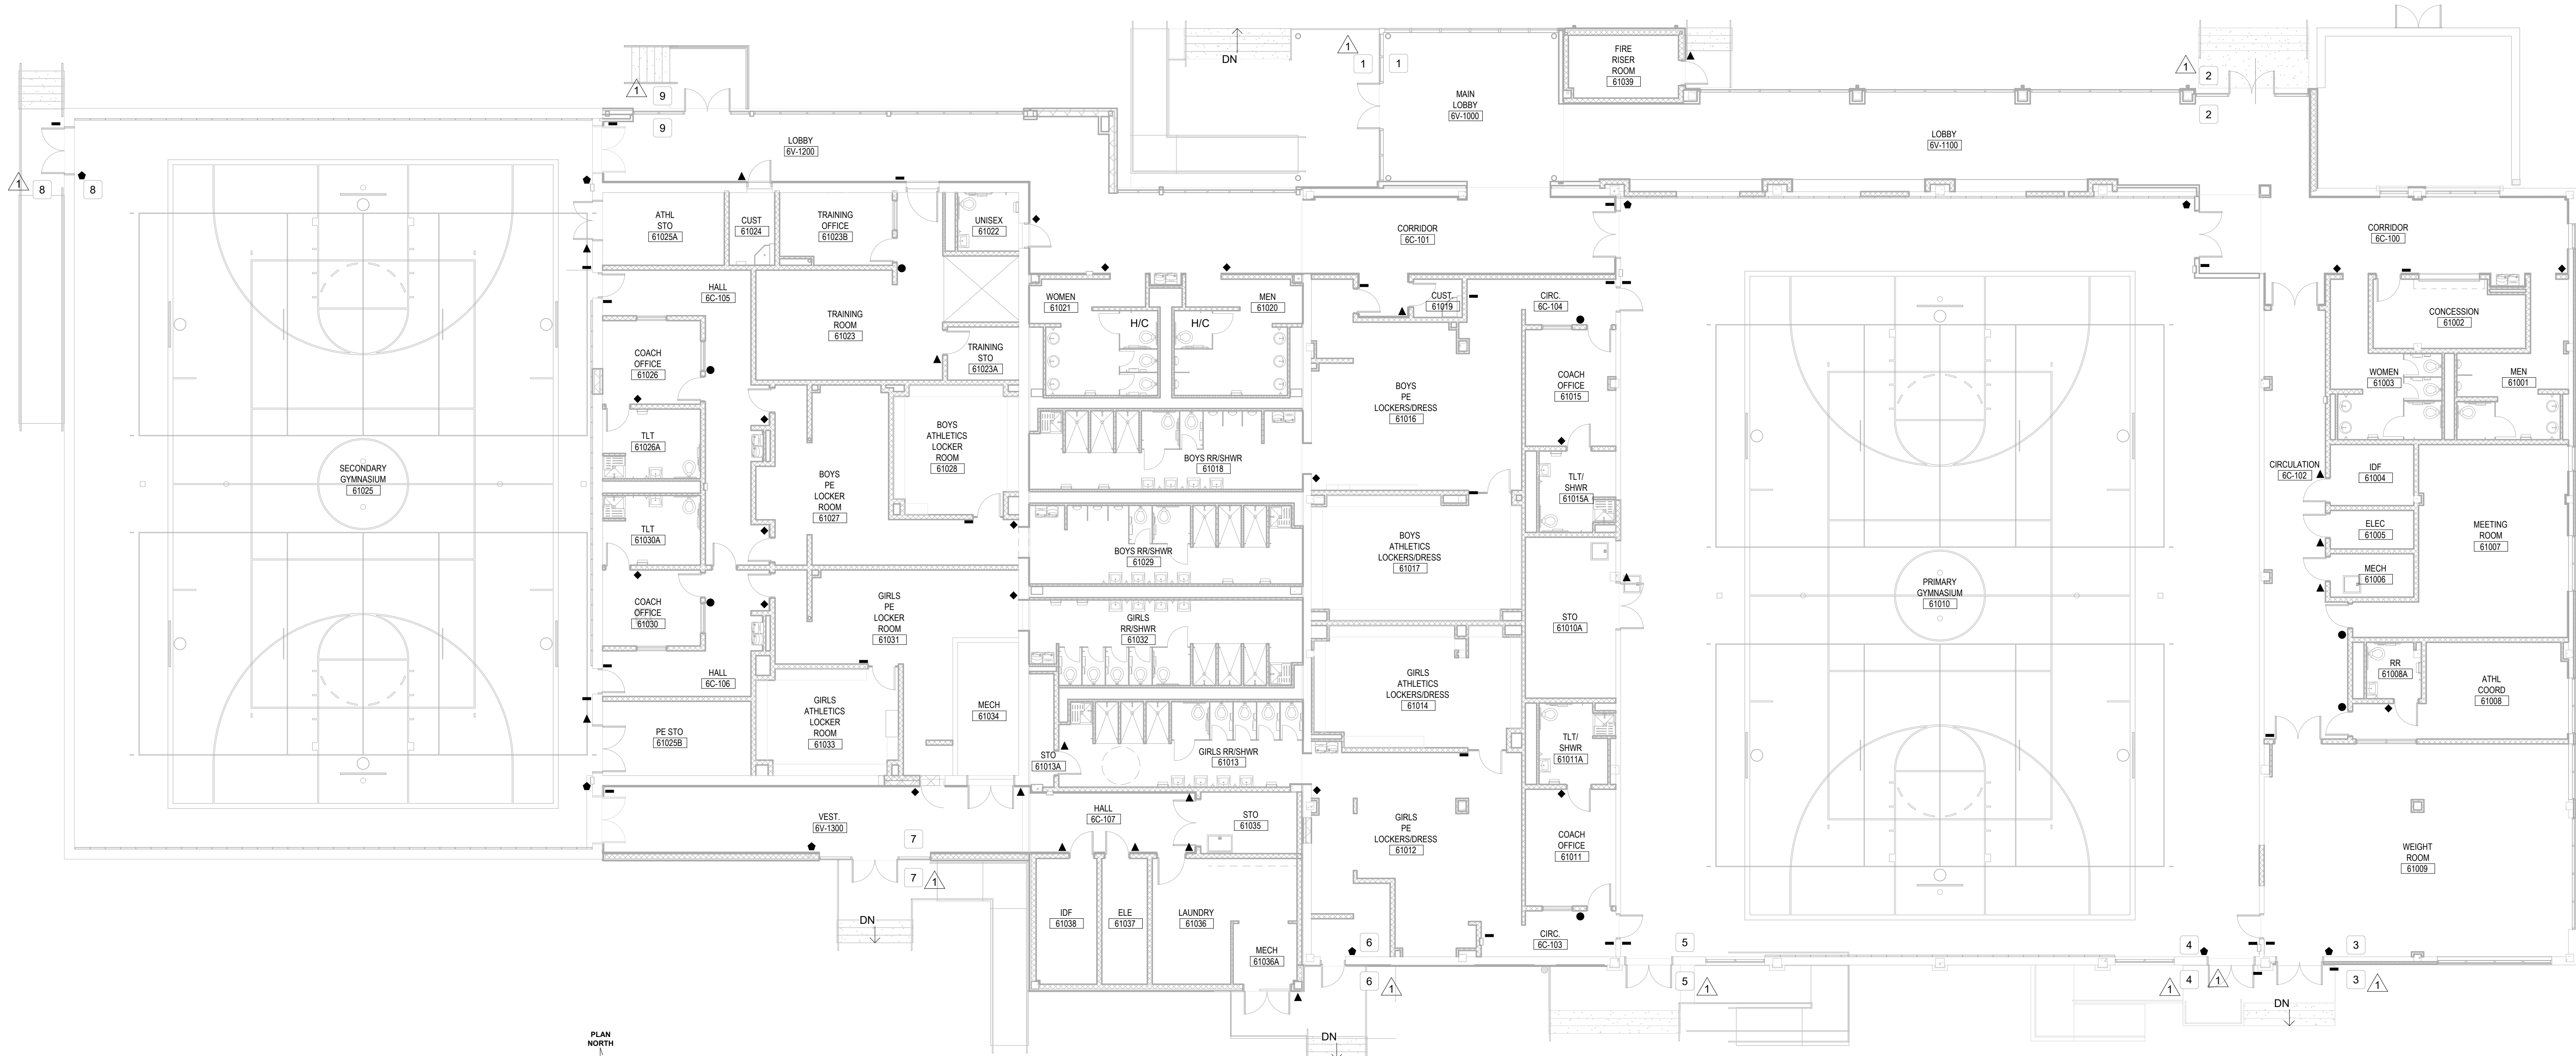 DN
1
1
1
FIRE
RISER
ROOM
61039
MAIN
LOBBY
6V-1000
1
2
2
1
9
9
LOBBY
6V-1200
LOBBY
6V-1100
1
8
8
ATHL
STO
61025A
CUST
61024
TRAINING
OFFICE
61023B
UNISEX
61022
CORRIDOR
6C-101
CORRIDOR
6C-100
HALL
6C-105
WOMEN
61021
MEN
61020
H/C
H/C
CUST.
61019
CIRC.
6C-104
CONCESSION
61002
TRAINING
ROOM
61023
TRAINING
STO
61023A
COACH
OFFICE
61026
BOYS
PE
LOCKERS/DRESS
61016
COACH
OFFICE
61015
WOMEN
61003
MEN
61001
TLT
61026A
BOYS
ATHLETICS
LOCKER
ROOM
61028
BOYS RR/SHWR
61018
SECONDARY
GYMNASIUM
61025
BOYS
PE
LOCKER
ROOM
61027
TLT/
SHWR
61015A
CIRCULATION
6C-102
IDF
61004
TLT
61030A
BOYS RR/SHWR
61029
BOYS
ATHLETICS
LOCKERS/DRESS
61017
ELEC
61005
MEETING
ROOM
61007
MECH
61006
COACH
OFFICE
61030
GIRLS
PE
LOCKER
ROOM
61031
GIRLS
RR/SHWR
61032
STO
61010A
PRIMARY
GYMNASIUM
61010
HALL
6C-106
GIRLS
ATHLETICS
LOCKERS/DRESS
61014
RR
61008A
ATHL
COORD
61008
PE STO
61025B
GIRLS
ATHLETICS
LOCKER
ROOM
61033
MECH
61034
STO
61013A
GIRLS RR/SHWR
61013
TLT/
SHWR
61011A
VEST.
6V-1300
7
7
1
HALL
6C-107
STO
61035
GIRLS
PE
LOCKERS/DRESS
61012
COACH
OFFICE
61011
WEIGHT
ROOM
61009
DN
IDF
61038
ELE
61037
LAUNDRY
61036
MECH
61036A
CIRC.
6C-103
6
6
1
5
5
1
4
4
1
1
3
3
1
DN
DN
PLAN
NORTH